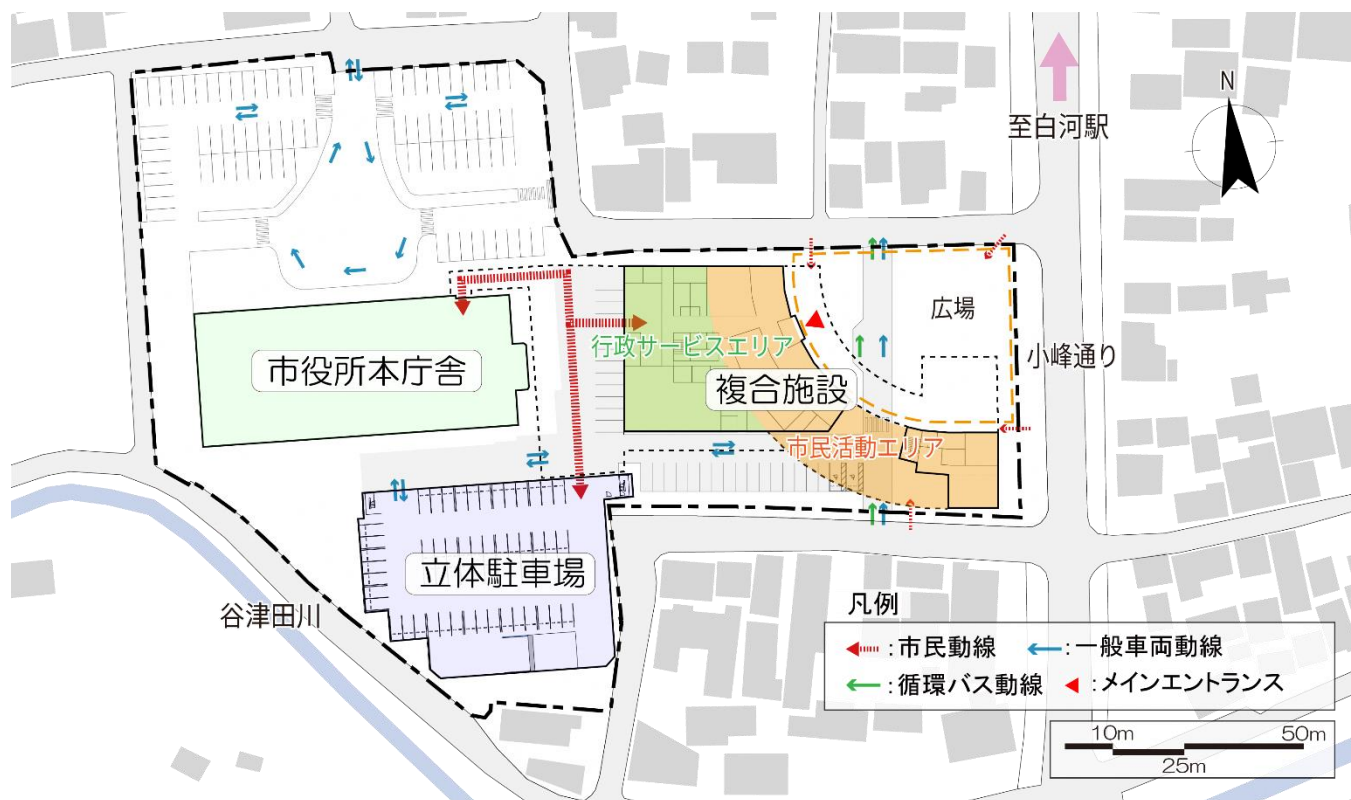 N
至白河駅
広場
小峰通り
行政サービスエリア
市役所本庁舎
複合施設
市民活動エリア
立体駐車場
谷津田川
凡例
:市民動線
:一般車両動線
:循環バス動線
:メインエントランス
10m
50m
25m